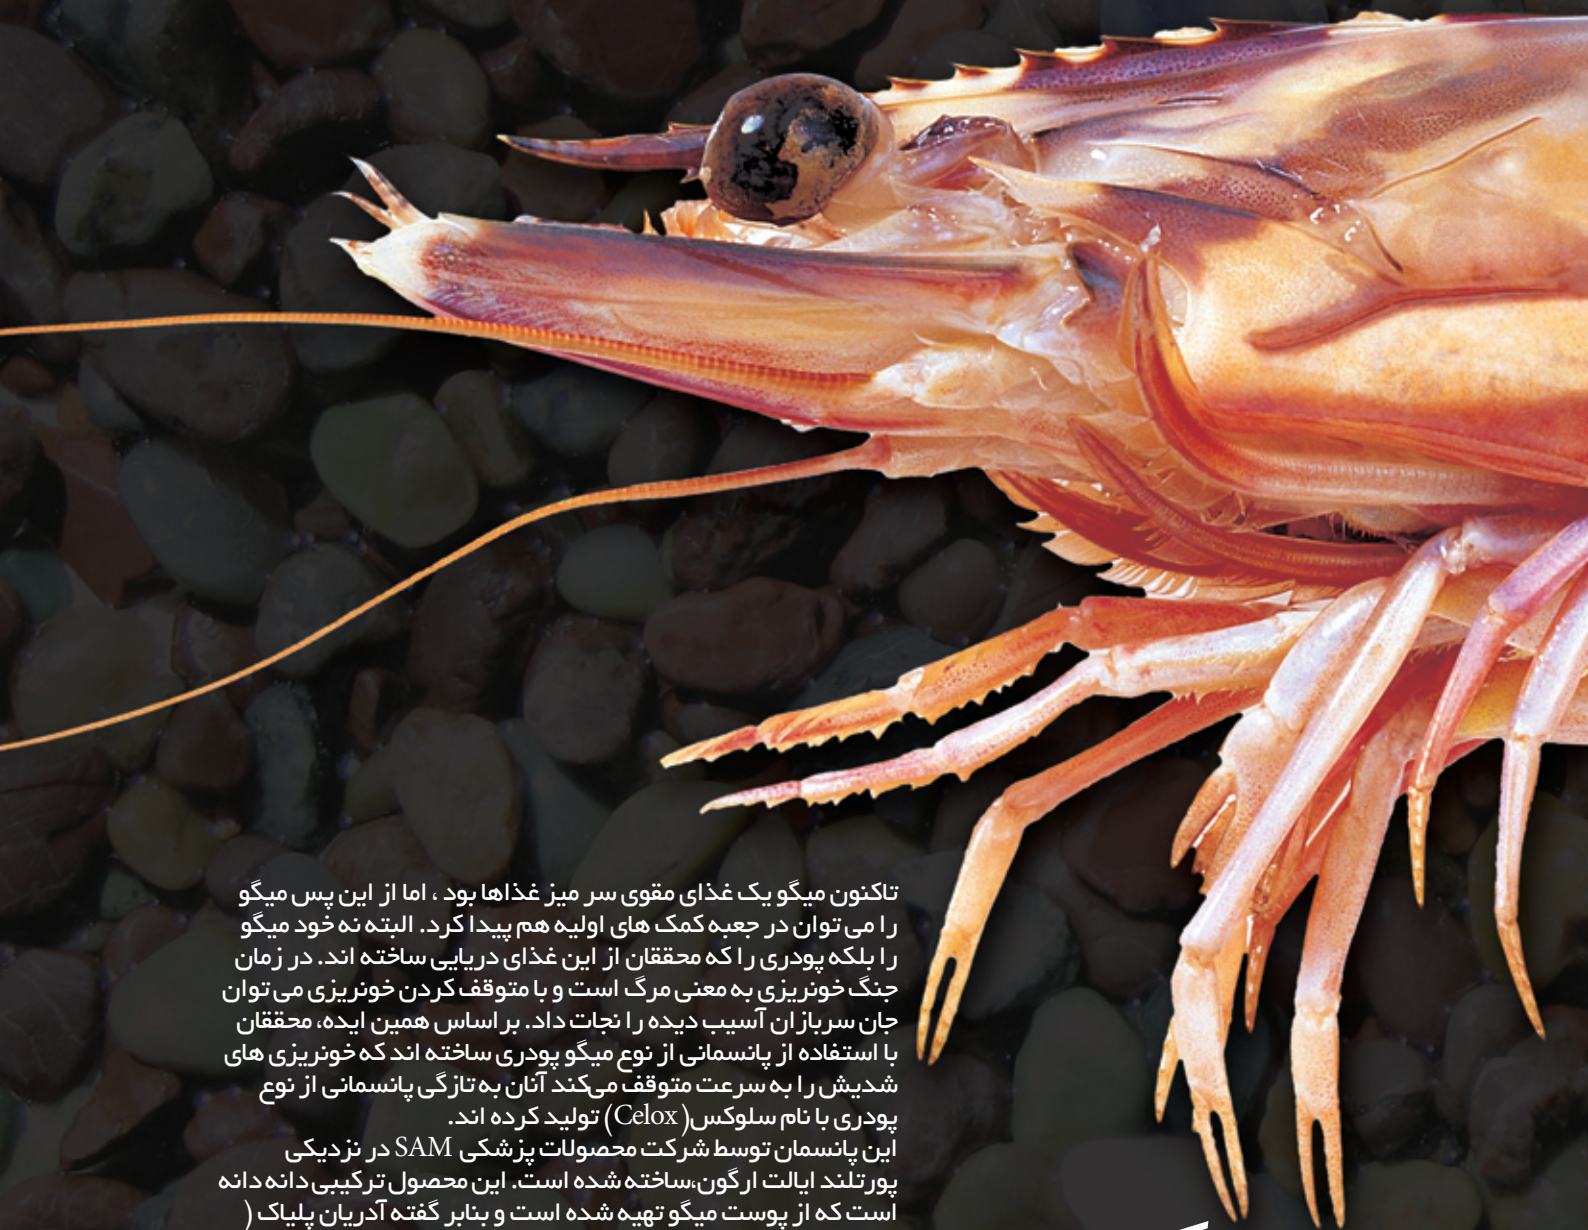 تاکنون میگو یک غذای مقوی سر میز غذاها بود ، اما از این پس میگو
را می توان در جعبه کمک های اولیه هم پیدا کرد. البته نه خود میگو
را بلکه پودری را که محققان از این غذای دریایی ساخته اند. در زمان
جنگ خونریزی به معنی مرگ است و با متوقف کردن خونریزی می توان
جان سربازان آسیب دیده را نجات داد. بر اساس همین ایده، محققان
با استفاده از پانسمانی از نوع میگو پودری ساخته اند که خونریزی های
شدیش را به سرعت متوقف می‌کند آنان به تازگی پانسمانی از نوع
پودری با نام سلوکس( Celox) تولید کرده اند.
این پانسمان توسط شرکت محصولات پزشکی SAM در نزدیکی
پورتلند ایالت ارگون،ساخته شده است. این محصول ترکیبی دانه دانه
است که از پوست میگو تهیه شده است و بنابر گفته آدریان پلیاک (